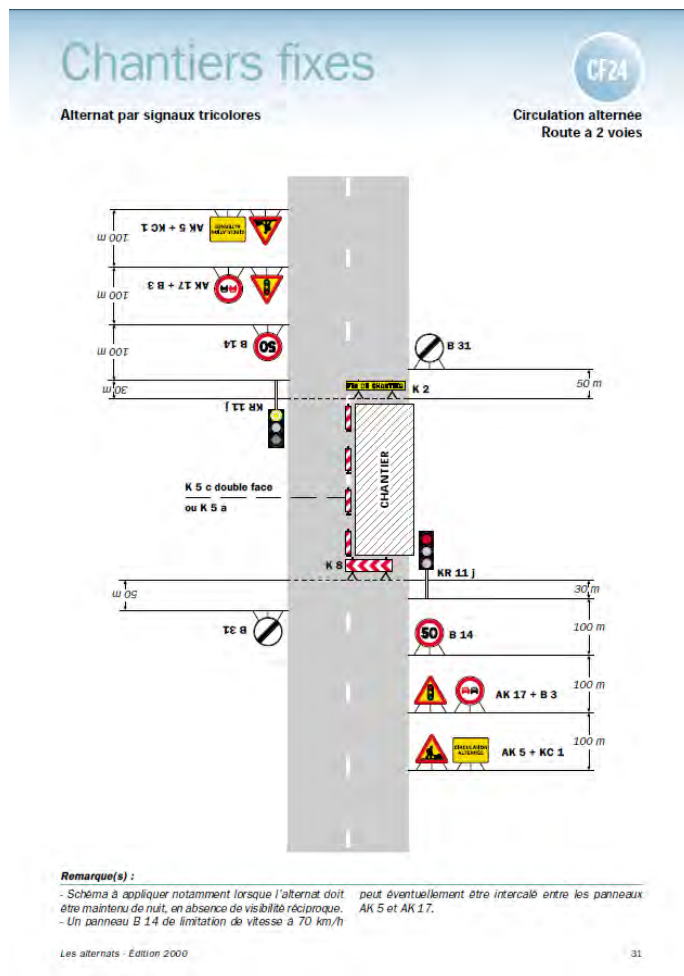 Chantiers fixes
CF24
Alternat par signaux tricolores
Circulation alternée
Route à 2 voies
100 m
AK 5 + KC 1
CIRCULATION
ALTERNÉE
100 m
AK 17 + B 3
100 m
B 14
50
B 31
30 m
KR 11 j
FIN DE CHANTIER
K 2
50 m
CHANTIER
K 5 c double face
ou K 5 a
K 8
KR 11 j
50 m
B 31
30 m
50
B 14
100 m
AK 17 + B 3
100 m
CIRCULATION
ALTERNÉE
AK 5 + KC 1
100 m
Remarque(s) :
- Schéma à appliquer notamment lorsque l'alternat doit
être maintenu de nuit, en absence de visibilité réciproque.
- Un panneau B 14 de limitation de vitesse à 70 km/h
peut éventuellement être intercalé entre les panneaux
AK 5 et AK 17.
Les alternats - Édition 2000
31